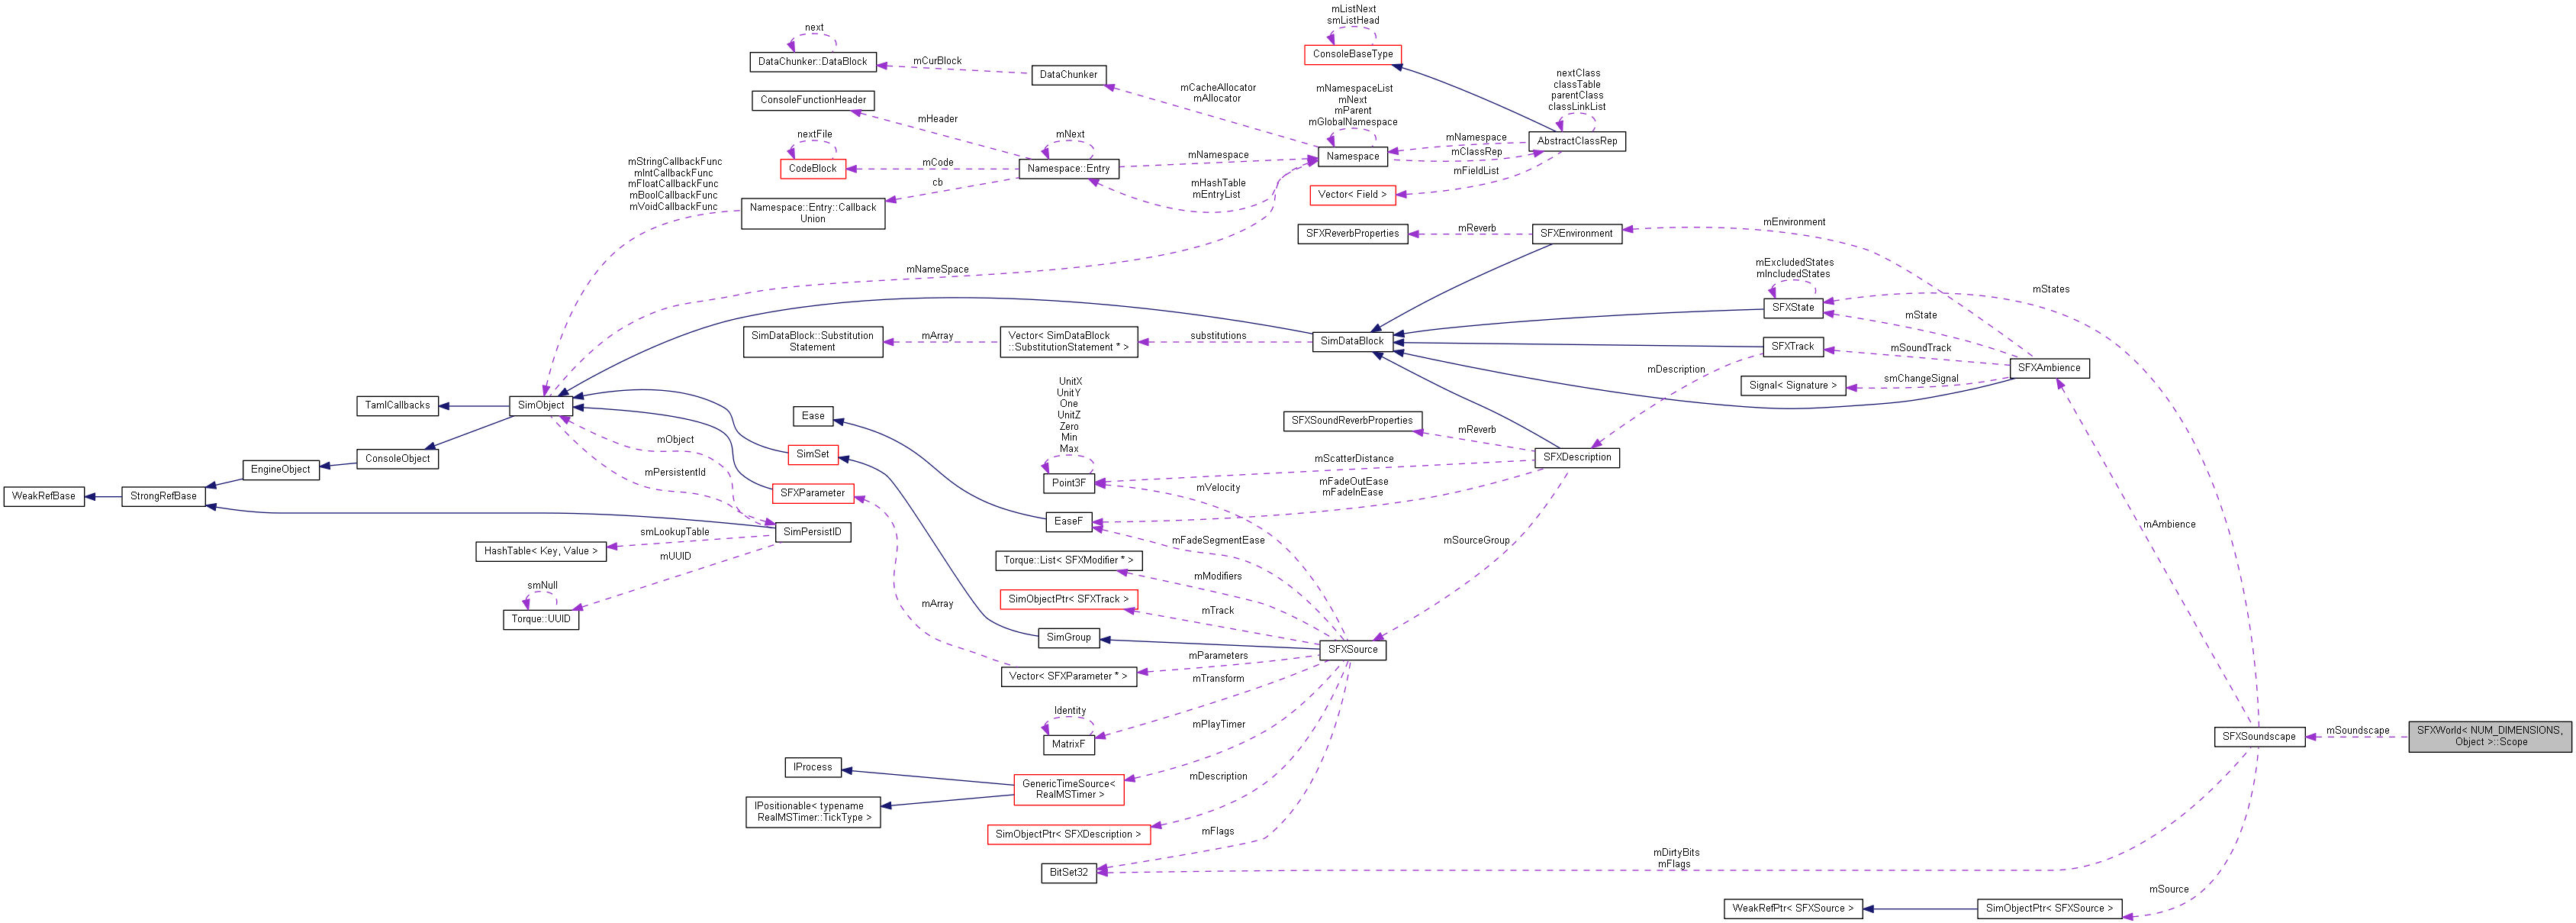 mListNext
smListHead
next
ConsoleBaseType
DataChunker::DataBlock
mCurBlock
DataChunker
nextClass
classTable
parentClass
classLinkList
mCacheAllocator
mAllocator
mNamespaceList
mNext
mParent
mGlobalNamespace
ConsoleFunctionHeader
mHeader
nextFile
mNext
mNamespace
AbstractClassRep
mNamespace
mClassRep
Namespace
CodeBlock
mCode
Namespace::Entry
mFieldList
mStringCallbackFunc
mIntCallbackFunc
mFloatCallbackFunc
mBoolCallbackFunc
mVoidCallbackFunc
cb
mHashTable
mEntryList
Vector< Field >
Namespace::Entry::Callback
Union
mEnvironment
SFXReverbProperties
mReverb
SFXEnvironment
mNameSpace
mExcludedStates
mIncludedStates
mStates
SFXState
mState
SimDataBlock::Substitution
Statement
mArray
Vector< SimDataBlock
::SubstitutionStatement * >
substitutions
SimDataBlock
SFXTrack
mSoundTrack
mDescription
SFXAmbience
Signal< Signature >
smChangeSignal
UnitX
UnitY
One
UnitZ
Zero
Min
Max
TamlCallbacks
SimObject
Ease
SFXSoundReverbProperties
mReverb
mObject
ConsoleObject
SimSet
SFXDescription
mScatterDistance
EngineObject
mPersistentId
Point3F
mVelocity
mFadeOutEase
mFadeInEase
WeakRefBase
StrongRefBase
SFXParameter
EaseF
mAmbience
SimPersistID
smLookupTable
HashTable< Key, Value >
mUUID
mFadeSegmentEase
mSourceGroup
Torque::List< SFXModifier * >
mModifiers
smNull
SimObjectPtr< SFXTrack >
mTrack
mArray
Torque::UUID
SimGroup
SFXSource
mParameters
Vector< SFXParameter * >
mTransform
Identity
MatrixF
mPlayTimer
SFXSoundscape
mSoundscape
SFXWorld< NUM_DIMENSIONS,
Object >::Scope
IProcess
GenericTimeSource<
RealMSTimer >
mDescription
IPositionable< typename
RealMSTimer::TickType >
SimObjectPtr< SFXDescription >
mFlags
mDirtyBits
mFlags
BitSet32
mSource
WeakRefPtr< SFXSource >
SimObjectPtr< SFXSource >